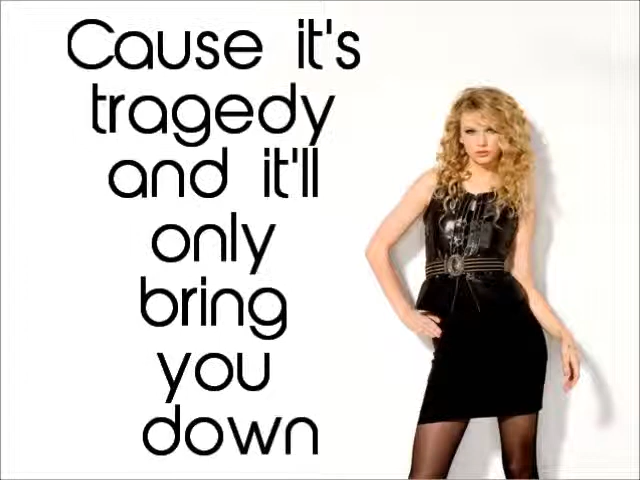 Cause it's
tragedy
and it'll
only
bring
you
down